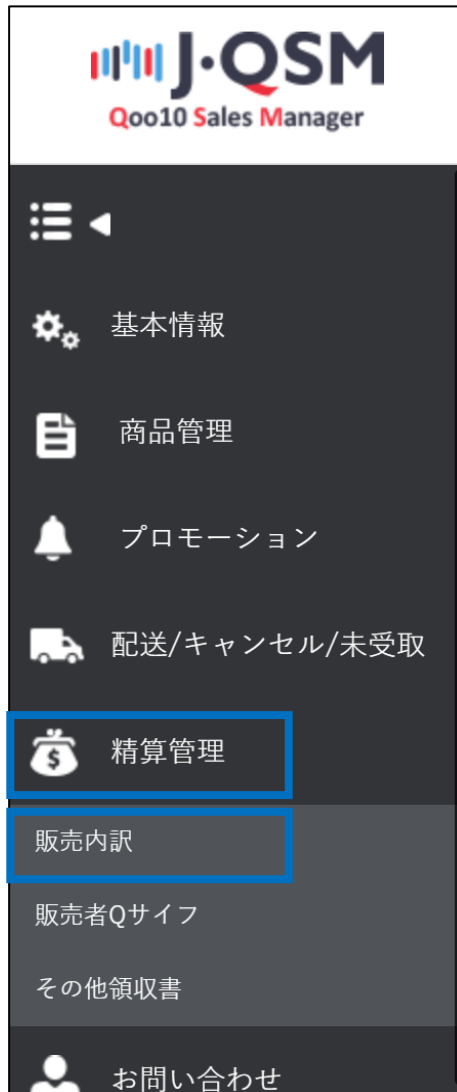 J·QSM
Qoo10 Sales Manager
基本情報
商品管理
プロモーション
配送/キャンセル/未受取
精算管理
販売内訳
販売者Qサイフ
その他領収書
お問い合わせ